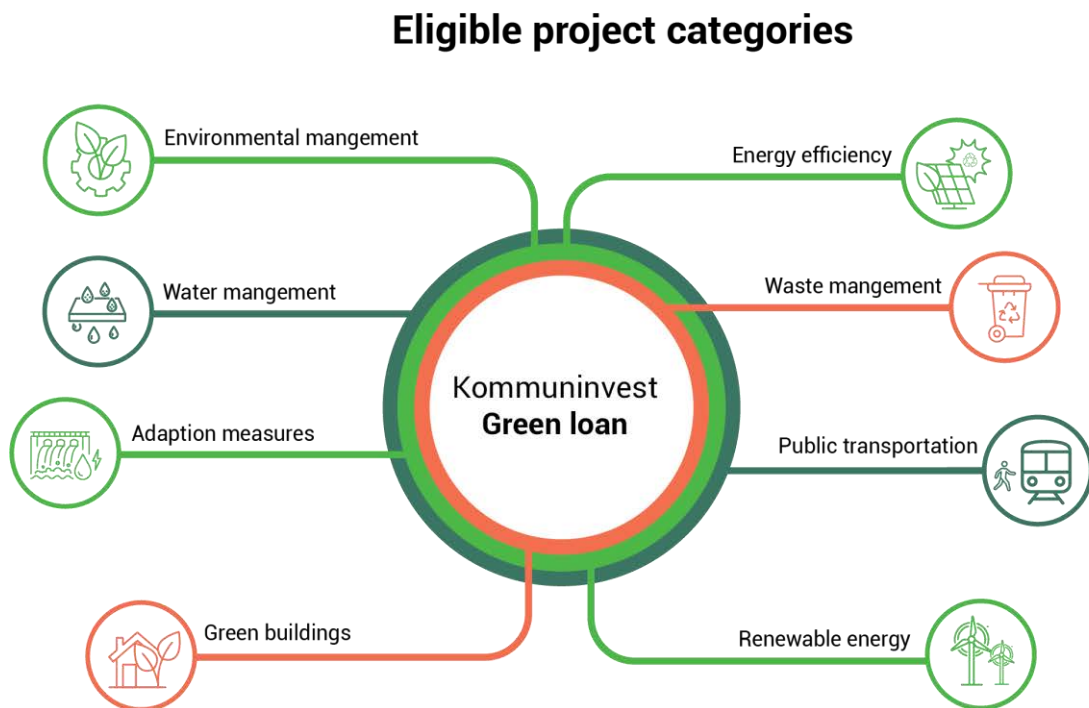 Eligible project categories
Environmental mangement
Energy efficiency
Water mangement
Waste mangement
Kommuninvest
Green loan
Adaption measures
Public transportation
Green buildings
Renewable energy